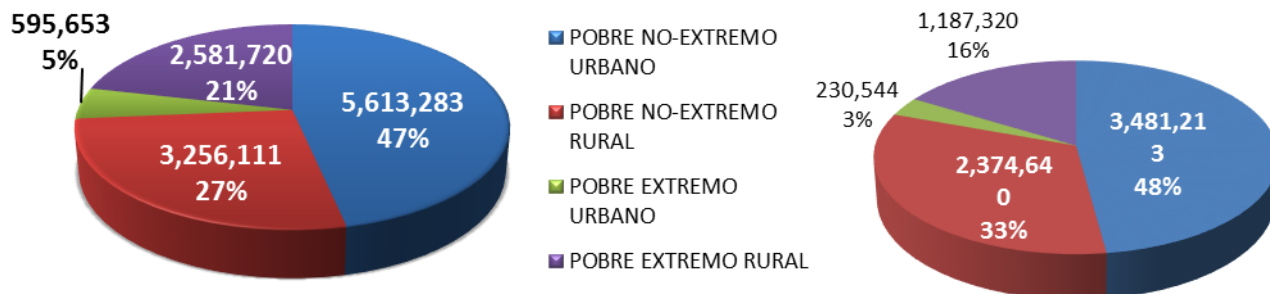 595,653
5%
2,581,720
21%
5,613,283
47%
3,256,111
27%
POBRE NO-EXTREMO
URBANO
POBRE NO-EXTREMO
RURAL
POBRE EXTREMO
URBANO
POBRE EXTREMO RURAL
1,187,320
16%
230,544
3%
3,481,21
3
48%
2,374,64
0
33%